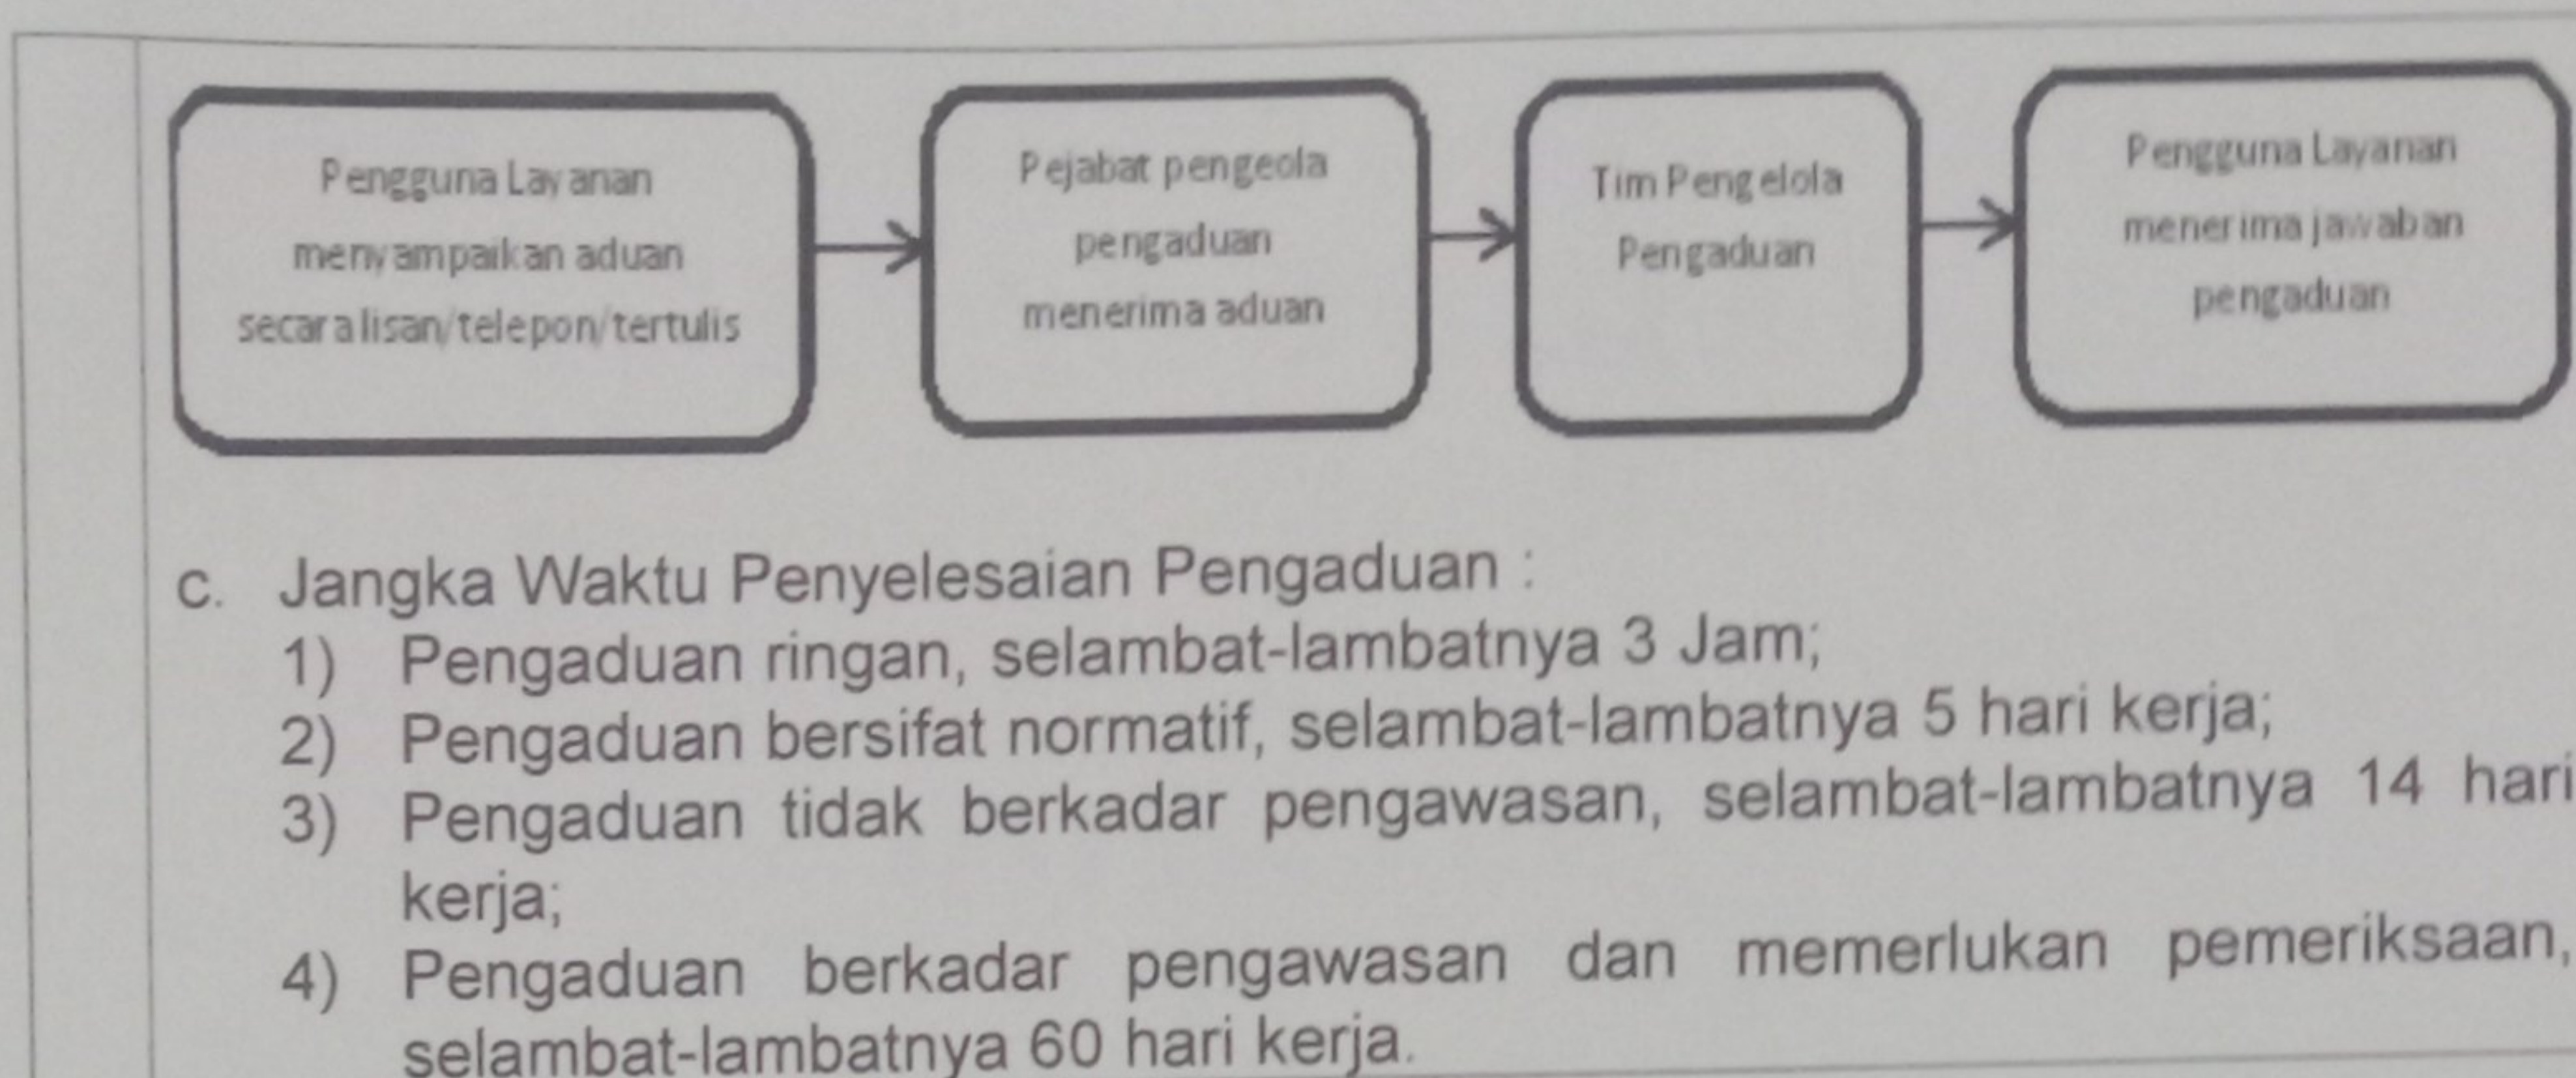 Pengguna Layanan
menyampaikan aduan
secara lisan/telepon/tertulis
Pejabat pengeola
pengaduan
menerima aduan
Tim Pengelola
Pengaduan
Pengguna Layanan
menerima jawaban
pengaduan
c. Jangka Waktu Penyelesaian Pengaduan :
1) Pengaduan ringan, selambat-lambatnya 3 Jam;
2) Pengaduan bersifat normatif, selambat-lambatnya 5 hari kerja;
3) Pengaduan tidak berkadar pengawasan, selambat-lambatnya 14 hari
kerja;
4) Pengaduan berkadar pengawasan dan memerlukan pemeriksaan,
selambat-lambatnya 60 hari kerja.